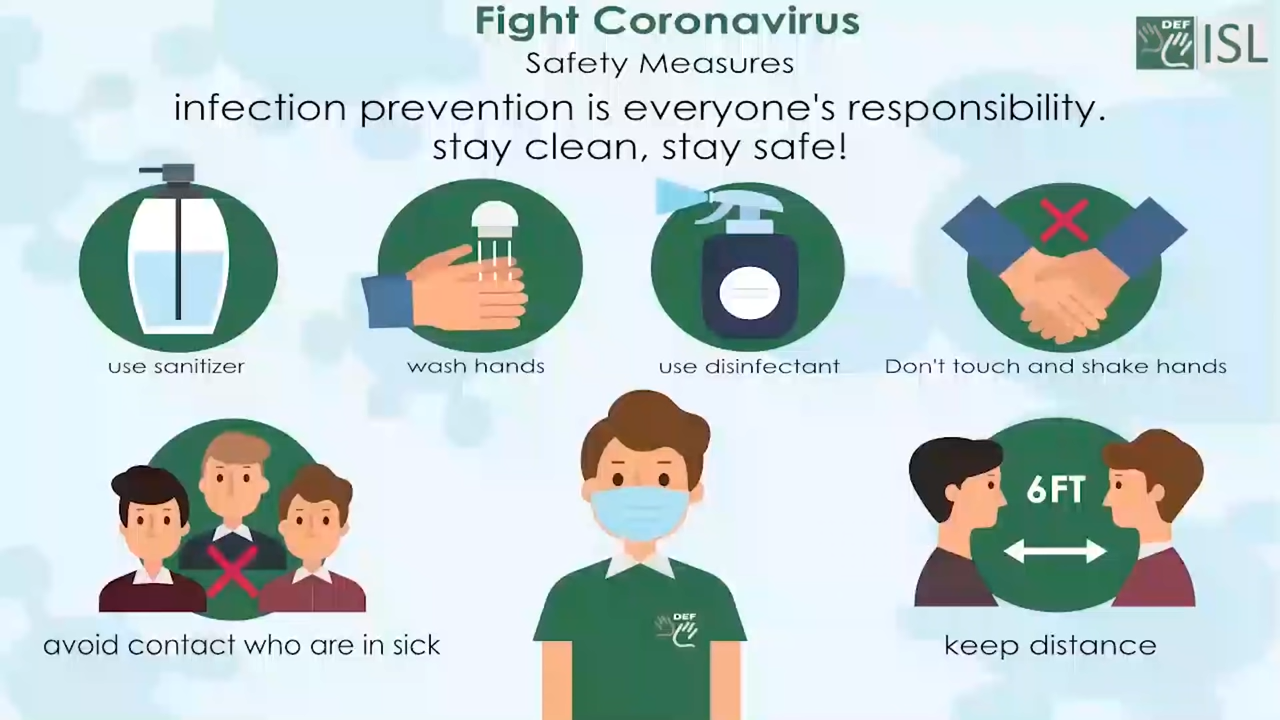 Fight Coronavirus
DEF
ISL
Safety Measures
infection prevention is everyone's responsibility.
stay clean, stay safe!
use sanitizer
wash hands
use disinfectant
Don't touch and shake hands
6FT
DEF
avoid contact who are in sick
keep distance